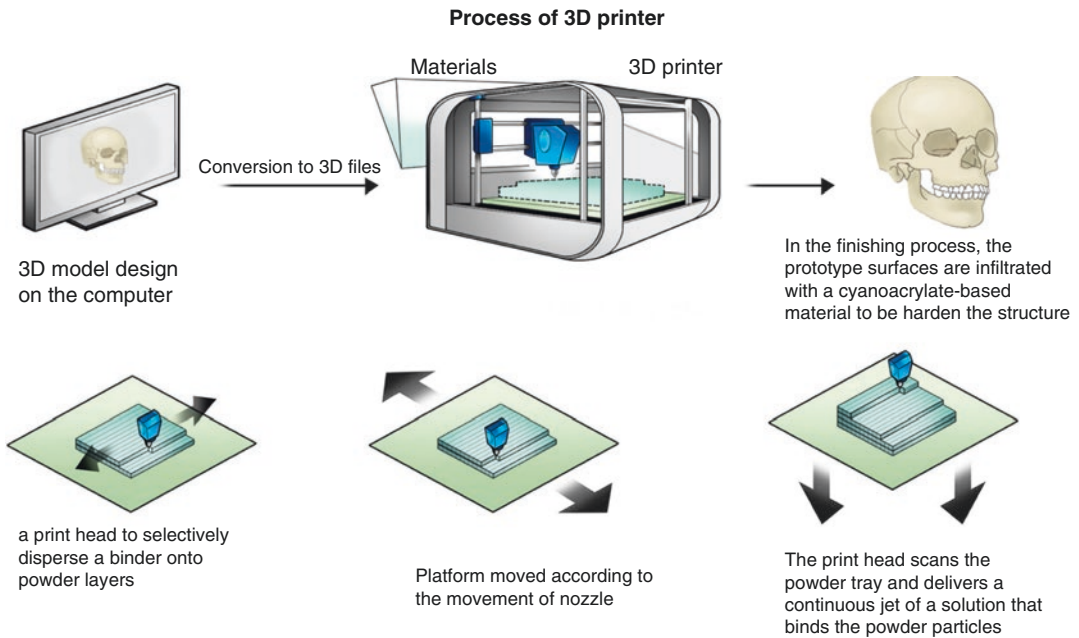 Process of 3D printer
Materials
3D printer
Conversion to 3D files
3D model design
on the computer
In the finishing process, the
prototype surfaces are infiltrated
with a cyanoacrylate-based
material to be harden the structure
a print head to selectively
disperse a binder onto
powder layers
Platform moved according to
the movement of nozzle
The print head scans the
powder tray and delivers a
continuous jet of a solution that
binds the powder particles